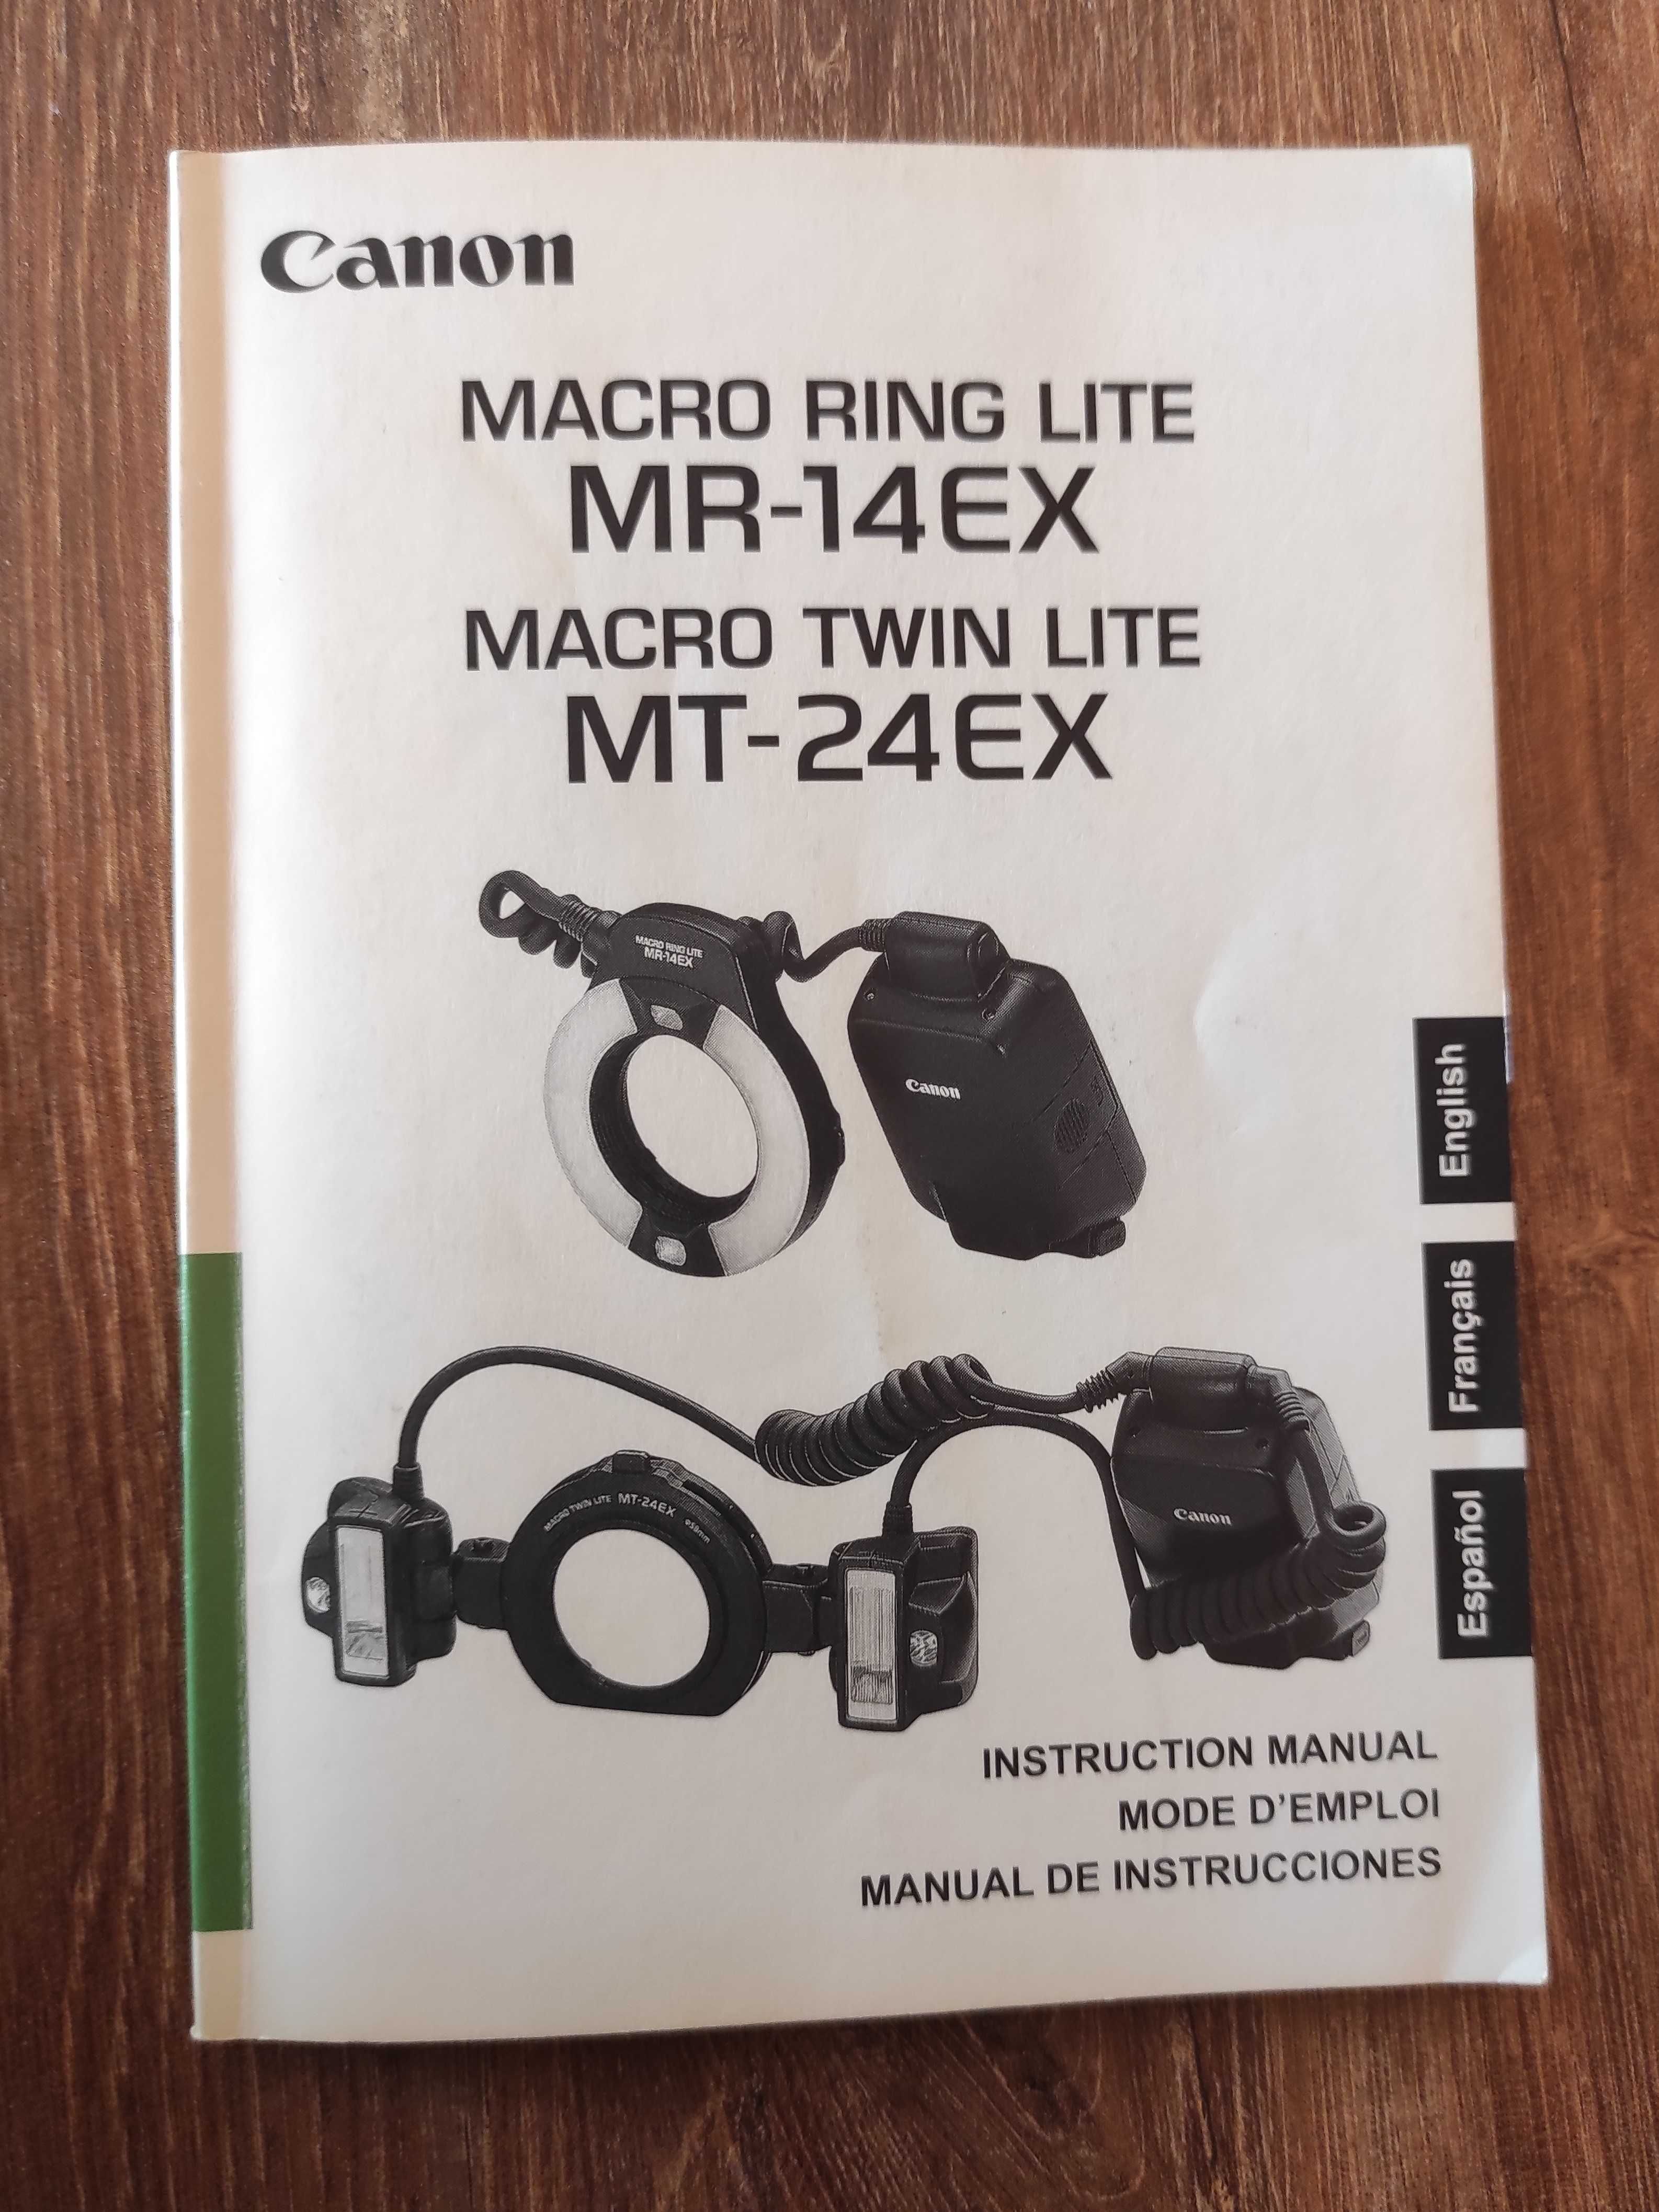 Canon
MACRO RING LITE
MR-14EX
MACRO TWIN LITE
MT-24EX
MACRO RING LITE
MR-14EX
Canon
English
Français
Español
MACRO TWIN LITE MT-24EX φ58mm
Canon
INSTRUCTION MANUAL
MODE D'EMPLOI
MANUAL DE INSTRUCCIONES